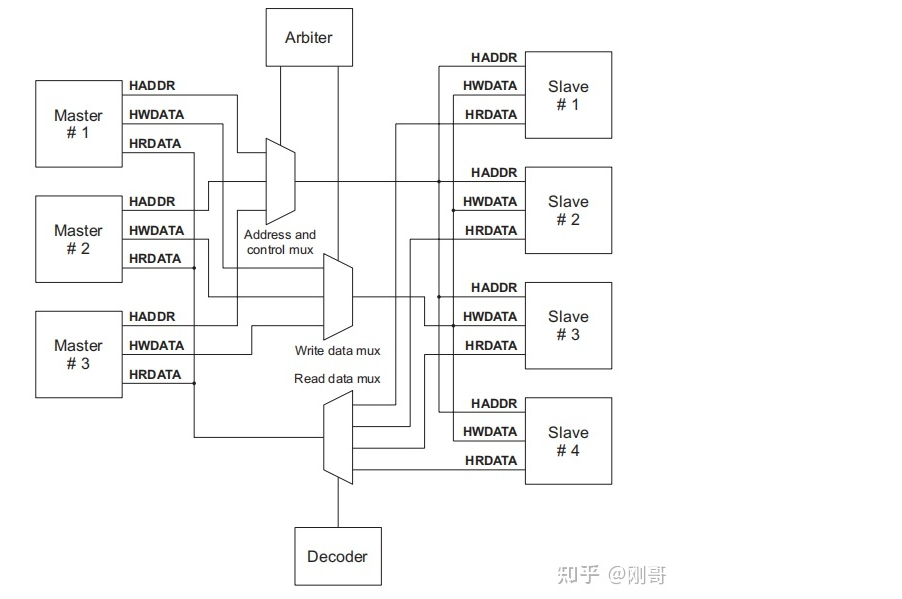 Arbiter
Master
# 1
HADDR
HWDATA
HRDATA
Master
# 2
HADDR
HWDATA
HRDATA
Master
# 3
HADDR
HWDATA
HRDATA
Address and
control mux
Write data mux
Read data mux
Decoder
HADDR
HWDATA
HRDATA
Slave
# 1
HADDR
HWDATA
HRDATA
Slave
# 2
HADDR
HWDATA
HRDATA
Slave
# 3
HADDR
HWDATA
HRDATA
Slave
# 4
知乎 @刚哥